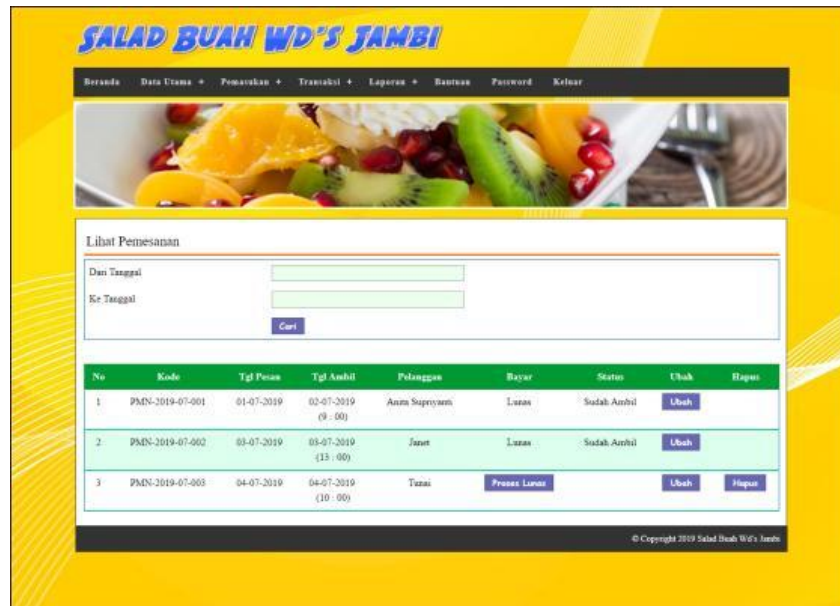 SALAD BUAH WD'S JAMBI
Beranda Data Utama + Pemasukan + Transaksi + Laporan + Bantuan Password Keluar
Lihat Pemesanan
Dari Tanggal
Ke Tanggal
Cari
No Kode Tgl Pesan Tgl Ambil Pelanggan Bayar Status Ubah Hapus
1 PMN-2019-07-001 01-07-2019 02-07-2019 Anita Supriyanti Lunas Sudah Ambil Ubah
(9 : 00)
2 PMN-2019-07-002 03-07-2019 03-07-2019 Janet Lunas Sudah Ambil Ubah
(13 : 00)
3 PMN-2019-07-003 04-07-2019 04-07-2019 Proses Lunas Ubah Hapus
(10 : 00)
© Copyright 2019 Salad Buah Wd's Jambi